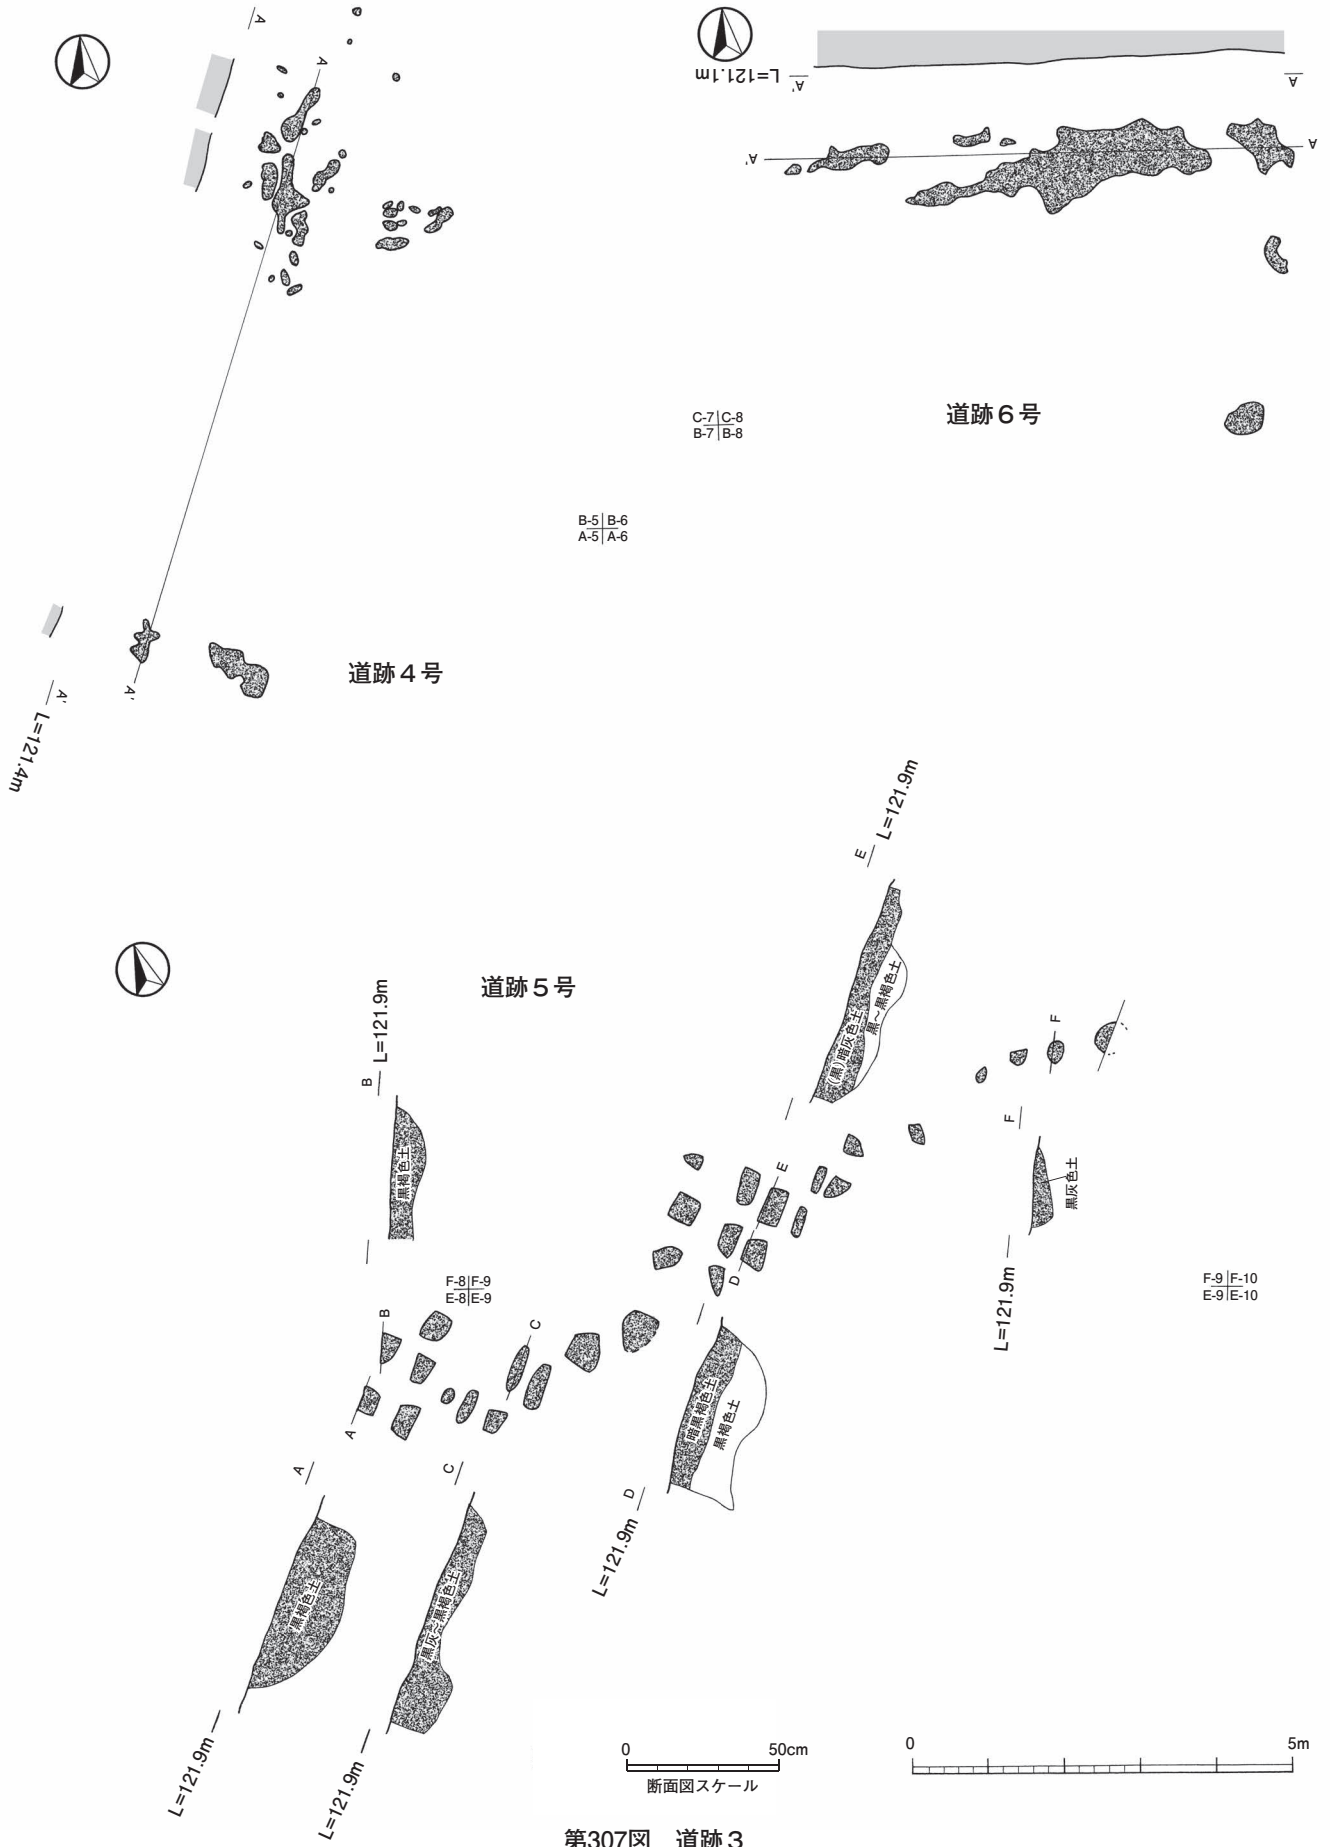 A
A
L=121.1m
A'
A
A'
A
C-7 C-8
B-7 B-8
道跡6号
B-5 B-6
A-5 A-6
道跡4号
A'
A'
L=121.4m
L=121.9m
E
道跡5号
L=121.9m
B
(黒)暗灰色土
黒~黒褐色土
黒褐色土
F
F
黒灰色土
L=121.9m
E
D
F-8 F-9
E-8 E-9
F-9 F-10
E-9 E-10
B
C
A
暗黒褐色土
黒褐色土
A
C
D
L=121.9m
黒褐色土
黒灰~黒褐色土
L=121.9m
L=121.9m
0 50cm
断面図スケール
0 5m
第307図 道跡3